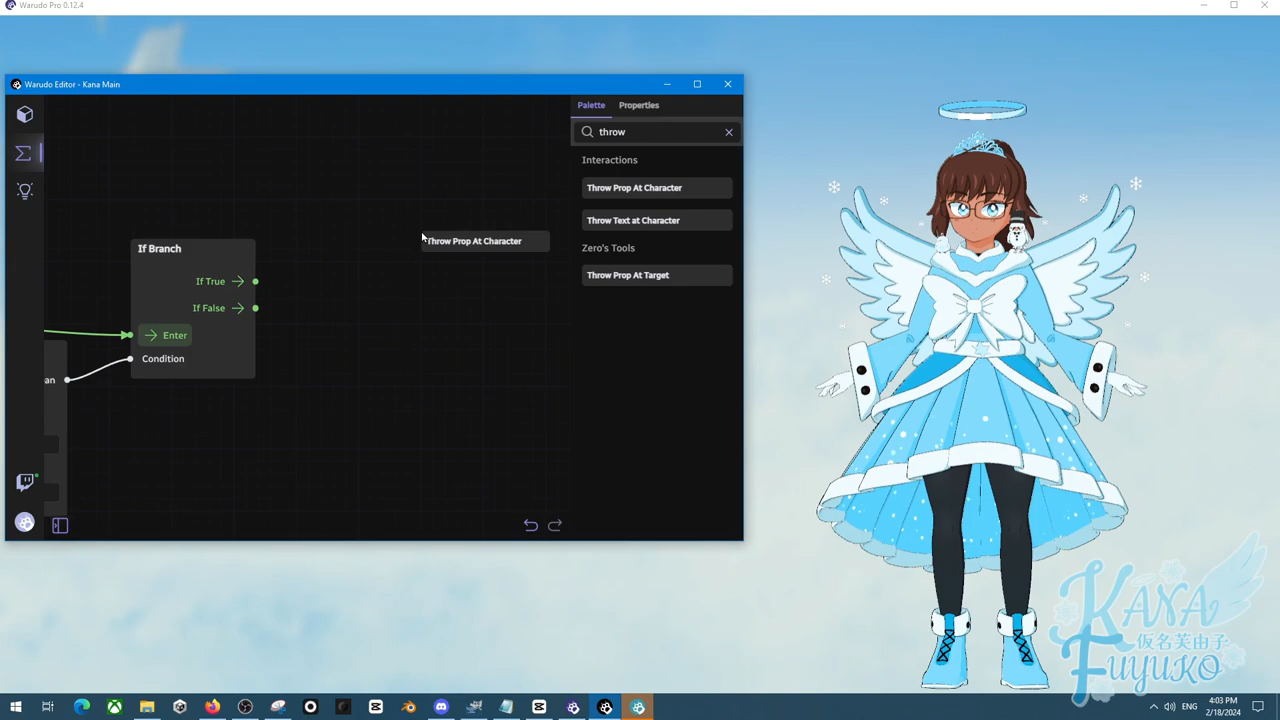 Warudo Pro 0.12.4
Warudo Editor - Kana Main
Palette
Properties
throw
Interactions
Throw Prop At Character
Throw Text at Character
Zero's Tools
Throw Prop At Target
Throw Prop At Character
If Branch
If True
If False
Enter
Condition
an
KANA
仮名芙由子
FUYUKO
ENG
4:03 PM
2/18/2024